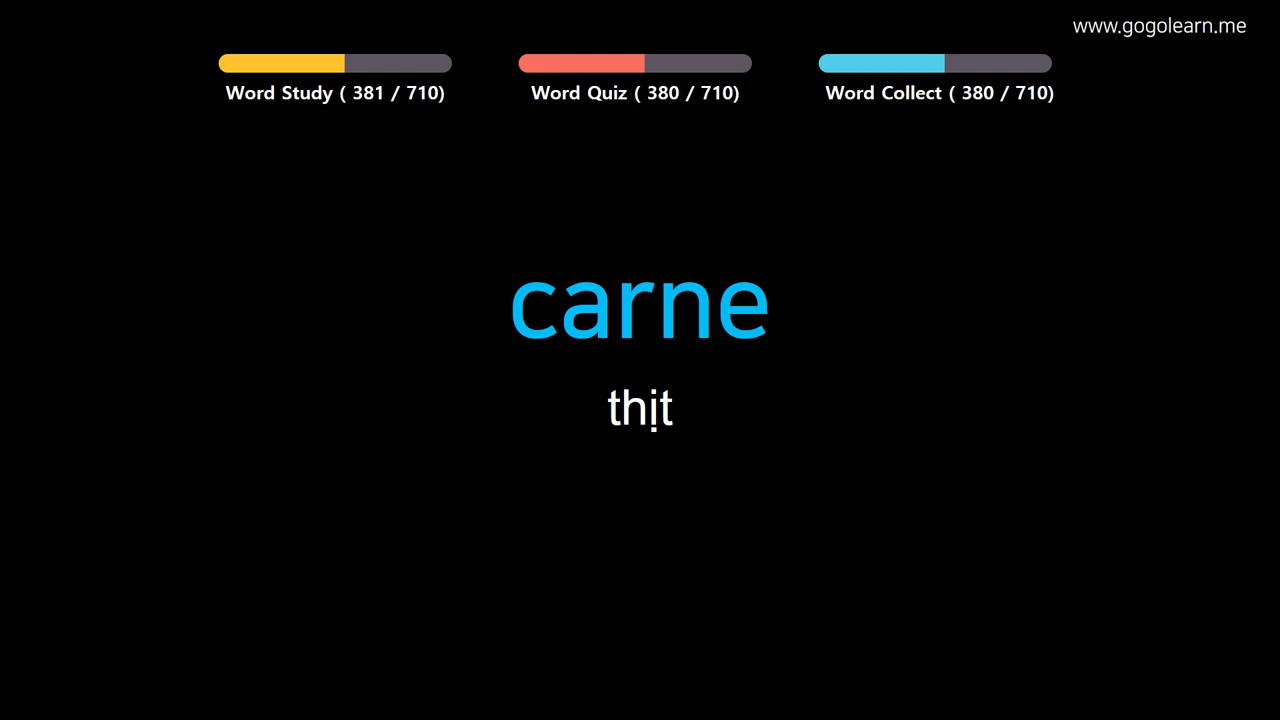 www.gogolearn.me
Word Study ( 381 / 710)
Word Quiz ( 380 / 710)
Word Collect ( 380 / 710)
carne
thịt